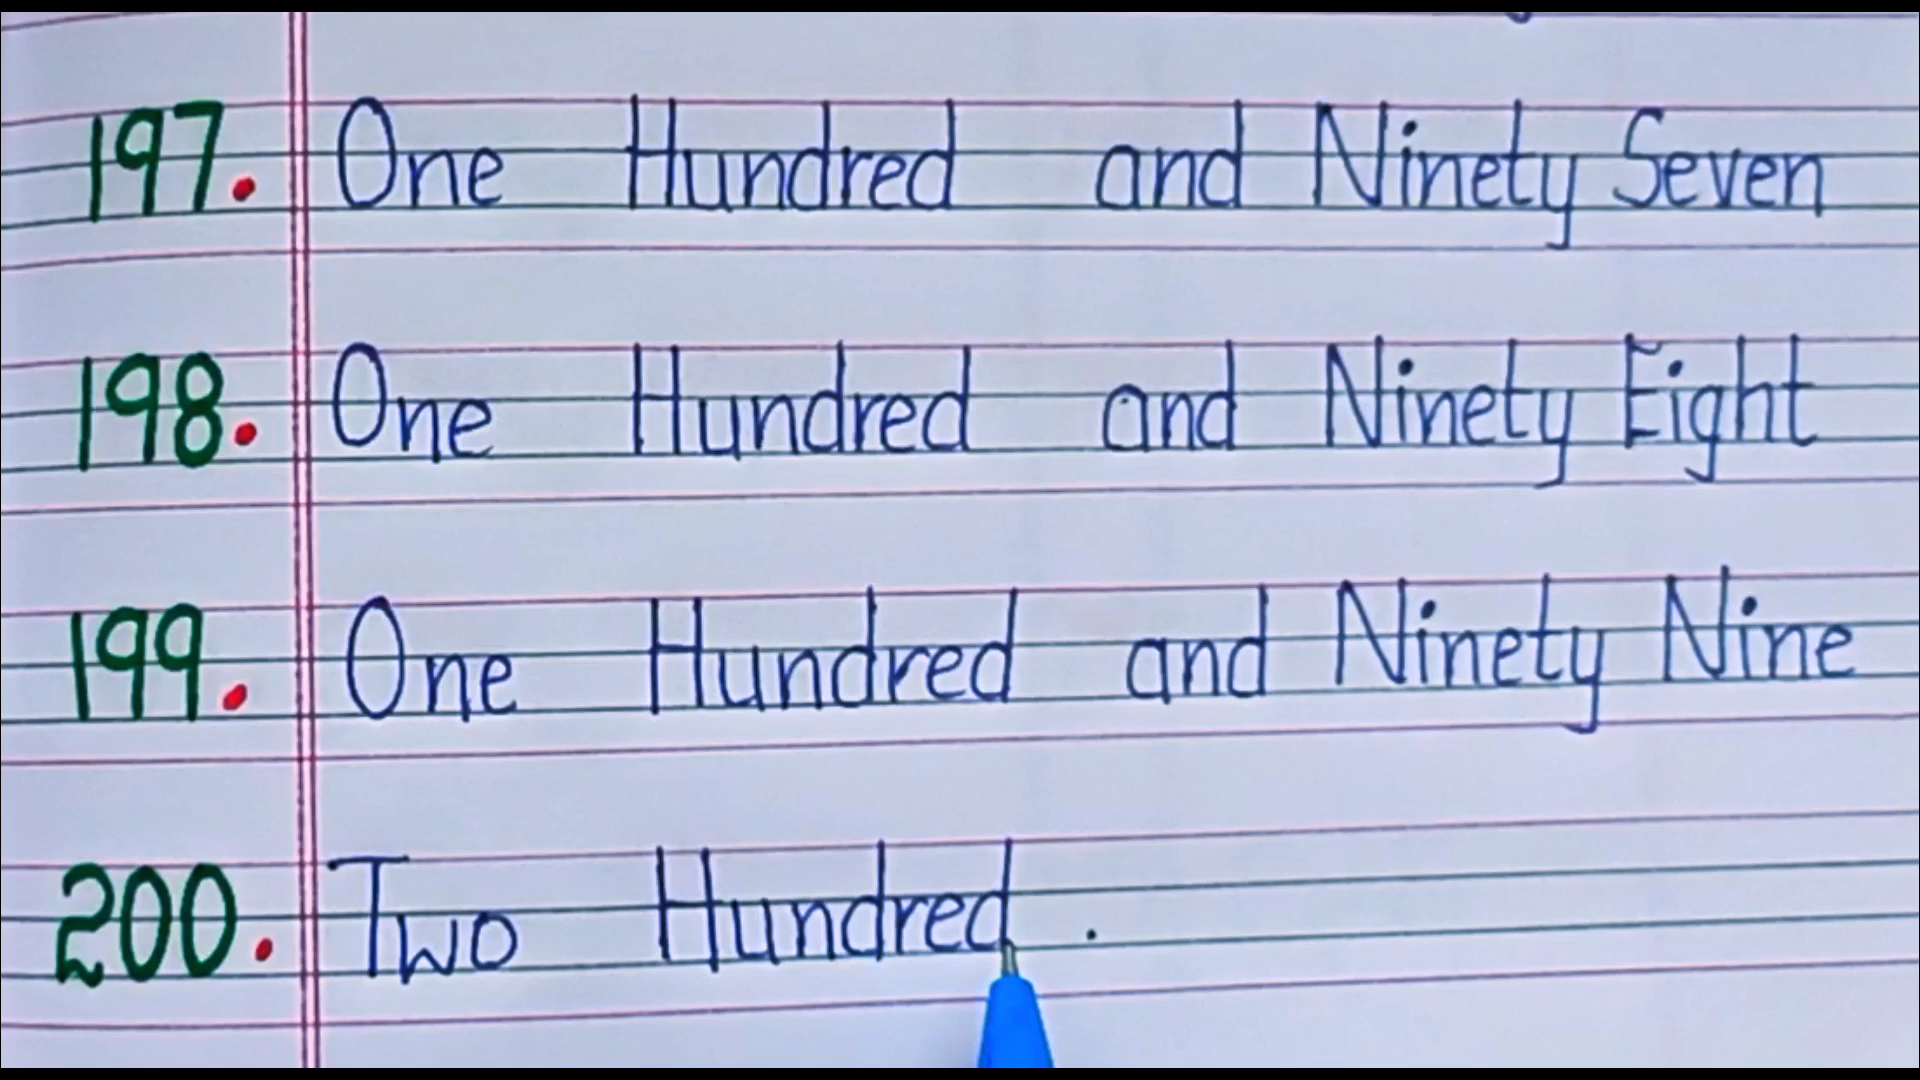 197. One Hundred and Ninety Seven
198. One Hundred and Ninety Eight
199. One Hundred and Ninety Nine
200. Two Hundred .